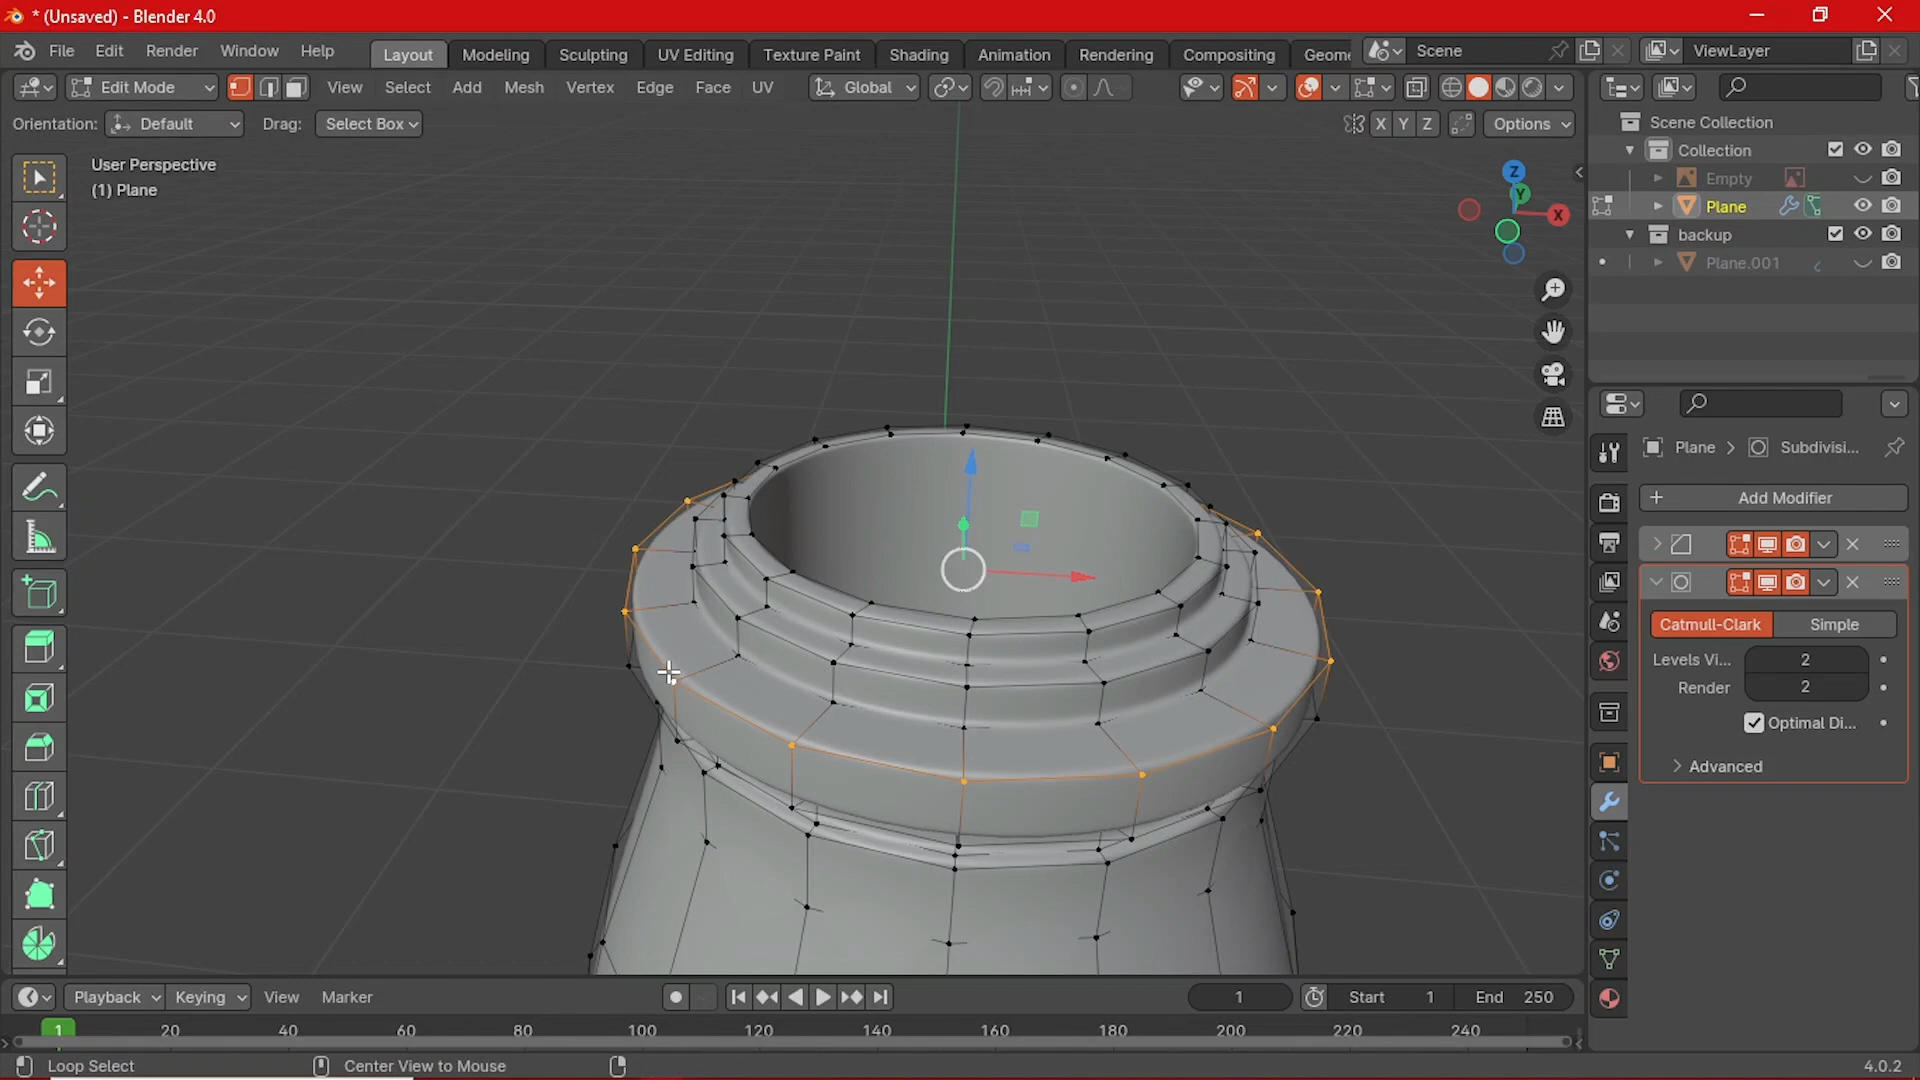 * (Unsaved) - Blender 4.0
File Edit Render Window Help Layout Modeling Sculpting UV Editing Texture Paint Shading Animation Rendering Compositing Geom Scene ViewLayer
Edit Mode View Select Add Mesh Vertex Edge Face UV Global
Orientation: Default Drag: Select Box X Y Z Options
User Perspective
(1) Plane
Z
Y
X
Scene Collection
Collection
Empty
Plane
backup
Plane.001
Plane Subdivisi...
Add Modifier
Catmull-Clark Simple
Levels Vi... 2
Render 2
Optimal Di...
Advanced
Playback Keying View Marker 1 Start 1 End 250
1 20 40 60 80 100 120 140 160 180 200 220 240
Loop Select Center View to Mouse 4.0.2